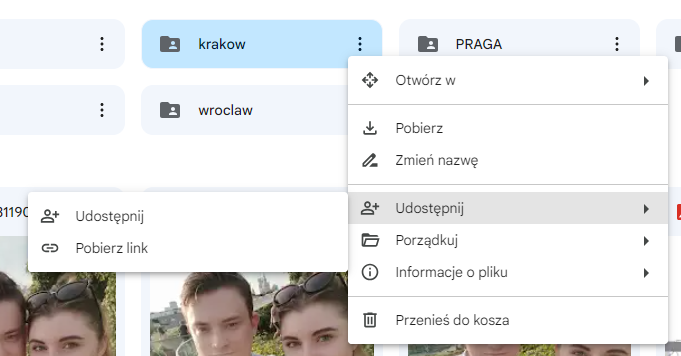 krakow
PRAGA
wroclaw
Otwórz w
Pobierz
Zmień nazwę
Udostępnij
Porządkuj
Informacje o pliku
Przenieś do kosza
Udostępnij
Pobierz link